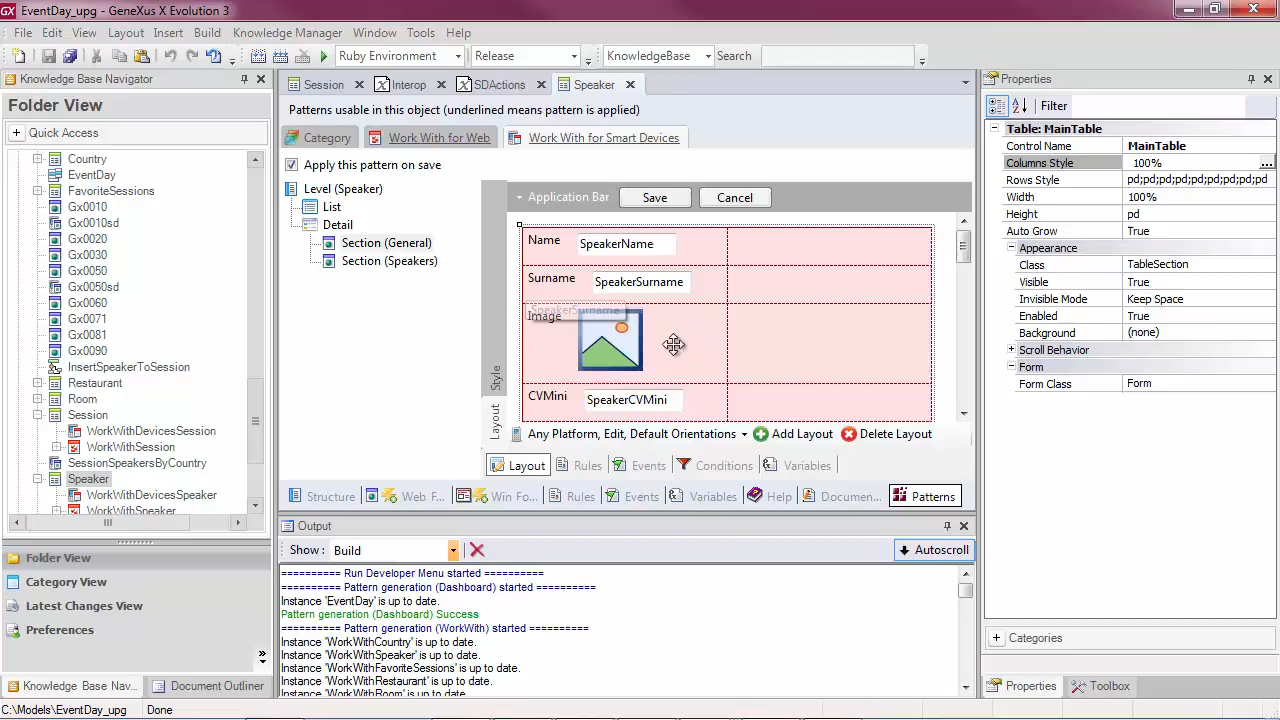 EventDay_upg - GeneXus X Evolution 3
File Edit View Layout Insert Build Knowledge Manager Window Tools Help
Ruby Environment Release KnowledgeBase Search
Knowledge Base Navigator
Folder View
Quick Access
Country
EventDay
FavoriteSessions
Gx0010
Gx0010sd
Gx0020
Gx0030
Gx0050
Gx0050sd
Gx0060
Gx0071
Gx0081
Gx0090
InsertSpeakerToSession
Restaurant
Room
Session
WorkWithDevicesSession
WorkWithSession
SessionSpeakersByCountry
Speaker
WorkWithDevicesSpeaker
WorkWithSpeaker
Folder View
Category View
Latest Changes View
Preferences
Knowledge Base Nav... Document Outliner
Session Interop SDActions Speaker
Patterns usable in this object (underlined means pattern is applied)
Category Work With for Web Work With for Smart Devices
Apply this pattern on save
Level (Speaker)
List
Detail
Section (General)
Section (Speakers)
Style
Layout
Application Bar Save Cancel
Name SpeakerName
Surname SpeakerSurname
SpeakerSurname
Image
CVMini SpeakerCVMini
Any Platform, Edit, Default Orientations Add Layout Delete Layout
Layout Rules Events Conditions Variables
Structure Web F... Win Fo... Rules Events Variables Help Documen... Patterns
Output
Show: Build Autoscroll
========== Run Developer Menu started ==========
========== Pattern generation (Dashboard) started ==========
Instance 'EventDay' is up to date.
Pattern generation (Dashboard) Success
========== Pattern generation (WorkWith) started ==========
Instance 'WorkWithCountry' is up to date.
Instance 'WorkWithSpeaker' is up to date.
Instance 'WorkWithFavoriteSessions' is up to date.
Instance 'WorkWithRestaurant' is up to date.
Instance 'WorkWithRoom' is up to date.
Properties
Filter
Table: MainTable
Control Name MainTable
Columns Style 100% ...
Rows Style pd;pd;pd;pd;pd;pd;pd;pd;pd
Width 100%
Height pd
Auto Grow True
Appearance
Class TableSection
Visible True
Invisible Mode Keep Space
Enabled True
Background (none)
Scroll Behavior
Form
Form Class Form
Categories
Properties Toolbox
C:\Models\EventDay_upg Done